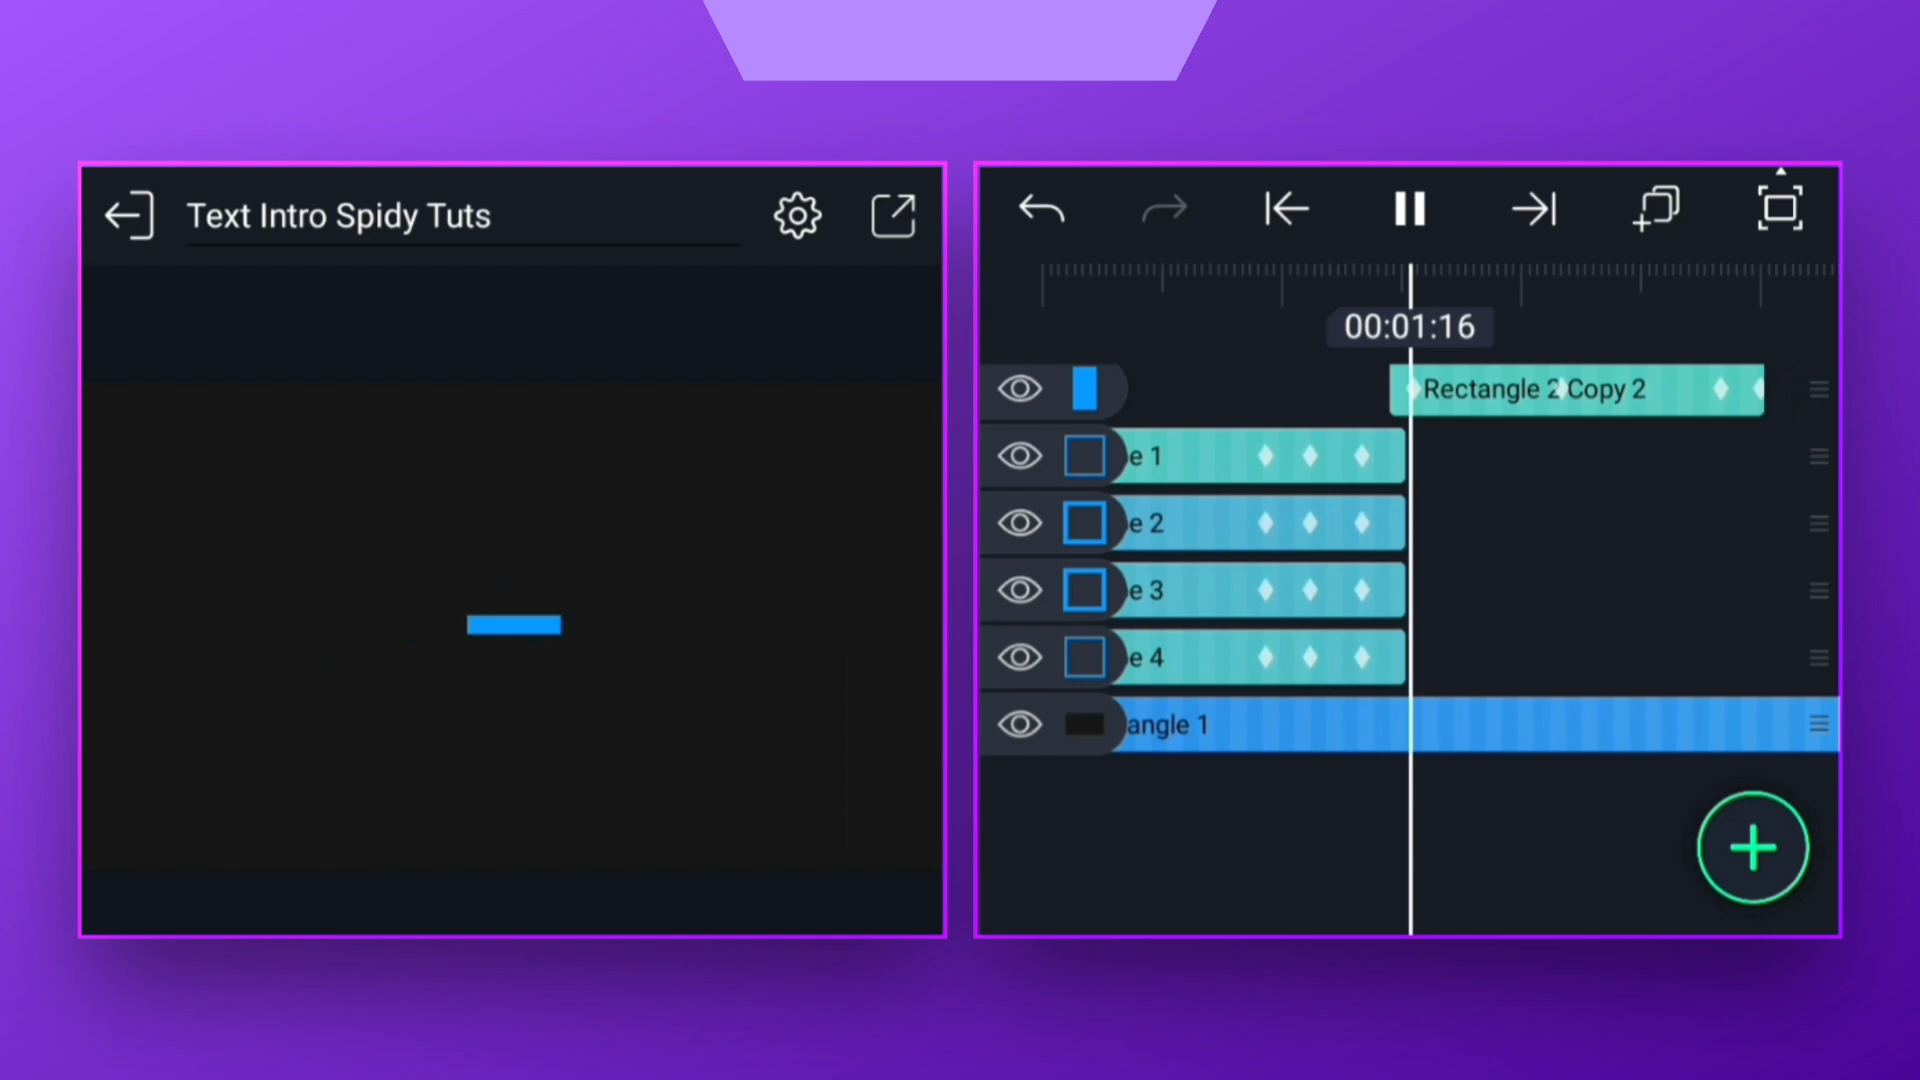 Text Intro Spidy Tuts
00:01:16
Rectangle 2 Copy 2
e 1
e 2
e 3
e 4
angle 1